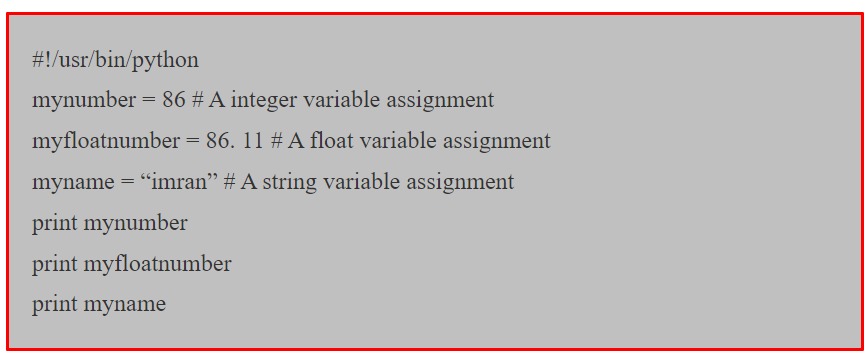 #!/usr/bin/python
mynumber = 86 # A integer variable assignment
myfloatnumber = 86. 11 # A float variable assignment
myname = “imran” # A string variable assignment
print mynumber
print myfloatnumber
print myname